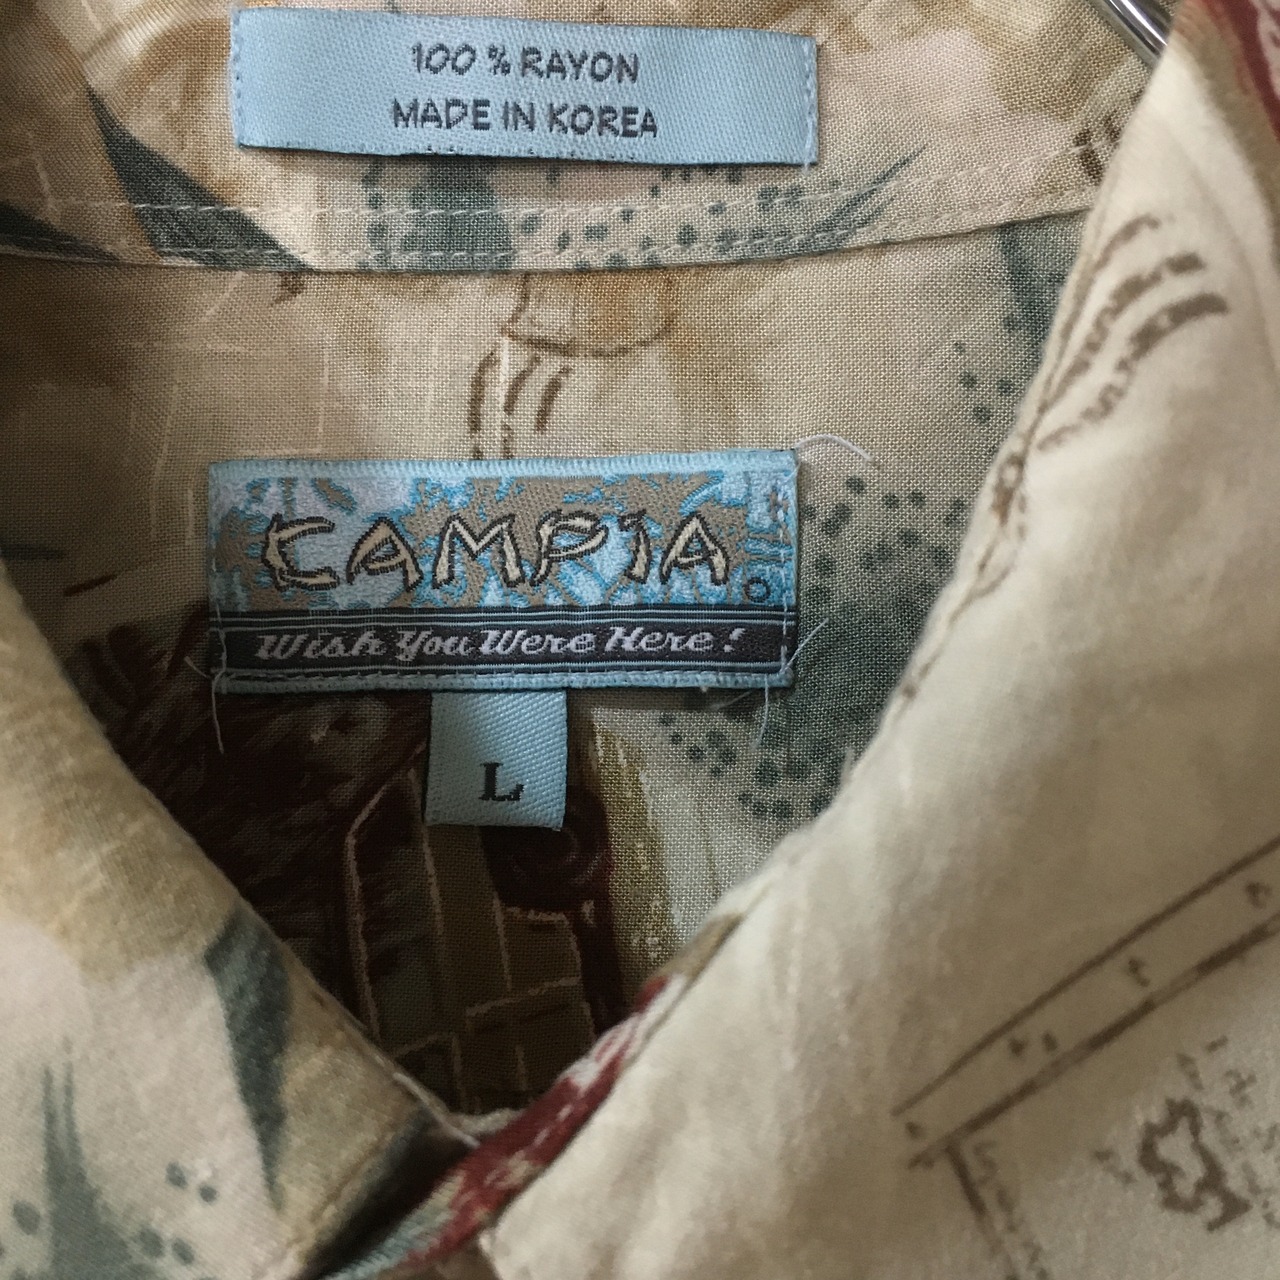 100 % RAYON
MADE IN KOREA
CAMPIA
Wish You Were Here!
L